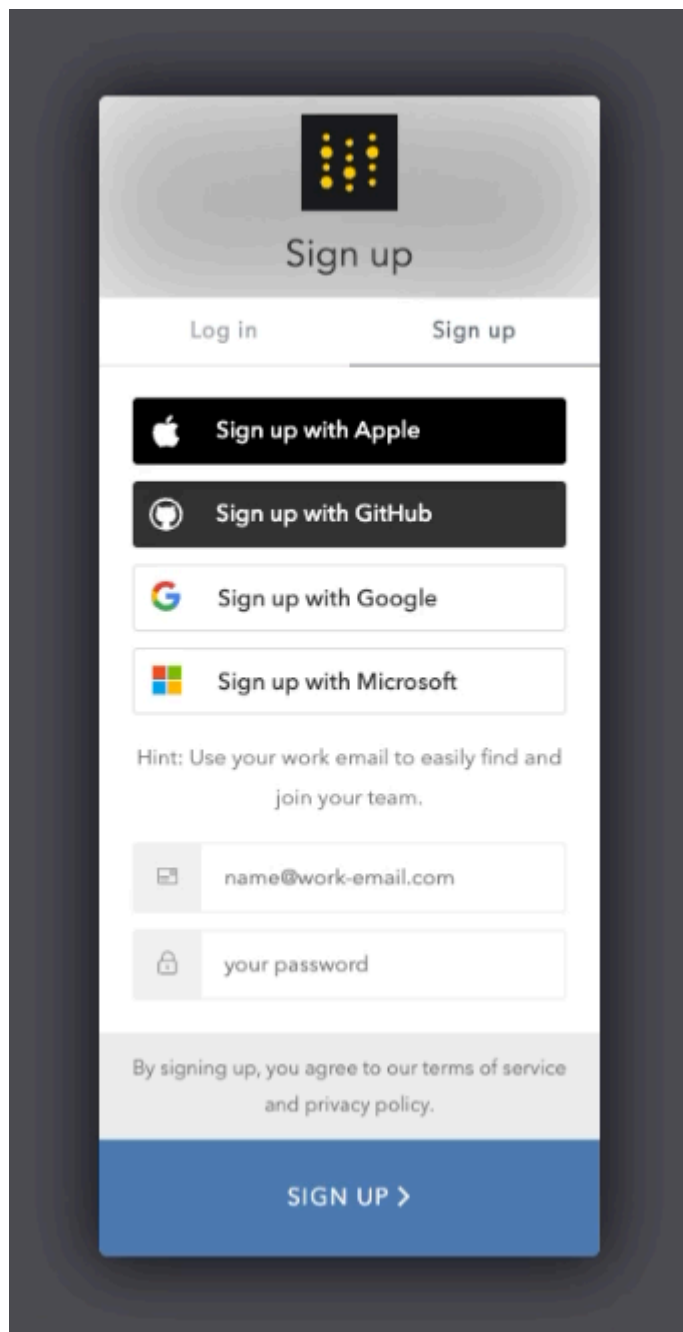 Sign up
Log in
Sign up
Sign up with Apple
Sign up with GitHub
Sign up with Google
Sign up with Microsoft
Hint: Use your work email to easily find and
join your team.
name@work-email.com
your password
By signing up, you agree to our terms of service
and privacy policy.
SIGN UP >